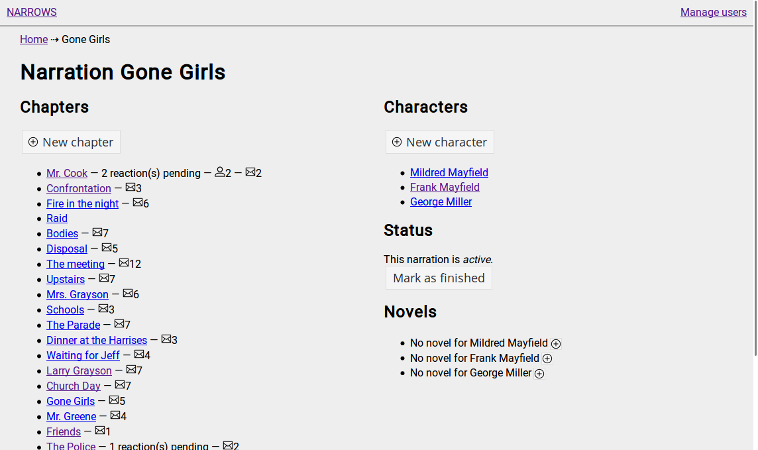 NARROWS
Manage users
Home ⇢ Gone Girls
Narration Gone Girls
Chapters
New chapter
Mr. Cook — 2 reaction(s) pending — 2 — 2
Confrontation — 3
Fire in the night — 6
Raid
Bodies — 7
Disposal — 5
The meeting — 12
Upstairs — 7
Mrs. Grayson — 6
Schools — 3
The Parade — 7
Dinner at the Harrises — 3
Waiting for Jeff — 4
Larry Grayson — 7
Church Day — 7
Gone Girls — 5
Mr. Greene — 4
Friends — 1
The Police — 1 reaction(s) pending — 2
Characters
New character
Mildred Mayfield
Frank Mayfield
George Miller
Status
This narration is active.
Mark as finished
Novels
No novel for Mildred Mayfield
No novel for Frank Mayfield
No novel for George Miller